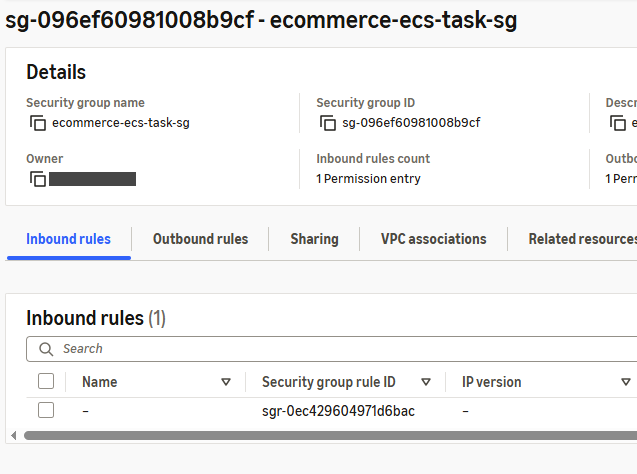 sg-096ef60981008b9cf - ecommerce-ecs-task-sg
Details
Security group name
ecommerce-ecs-task-sg
Security group ID
sg-096ef60981008b9cf
Owner
Inbound rules count
1 Permission entry
1 Perr
Inbound rules
Outbound rules
Sharing
VPC associations
Related resources
Inbound rules (1)
Search
Name
Security group rule ID
IP version
–
sgr-0ec429604971d6bac
–